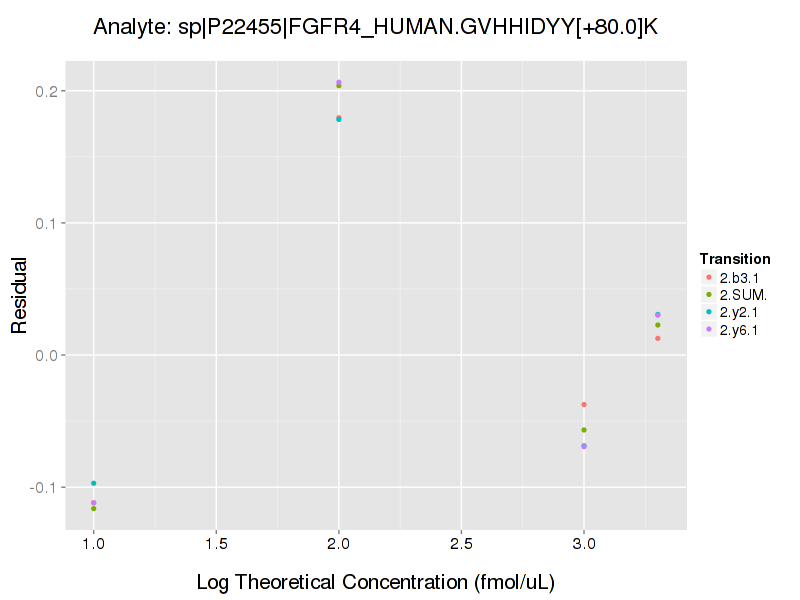 Analyte: sp|P22455|FGFR4_HUMAN.GVHHIDYY[+80.0]K
0.2
0.1
0.0
-0.1
Residual
1.0 1.5 2.0 2.5 3.0
Log Theoretical Concentration (fmol/uL)
Transition
2.b3.1
2.SUM.
2.y2.1
2.y6.1